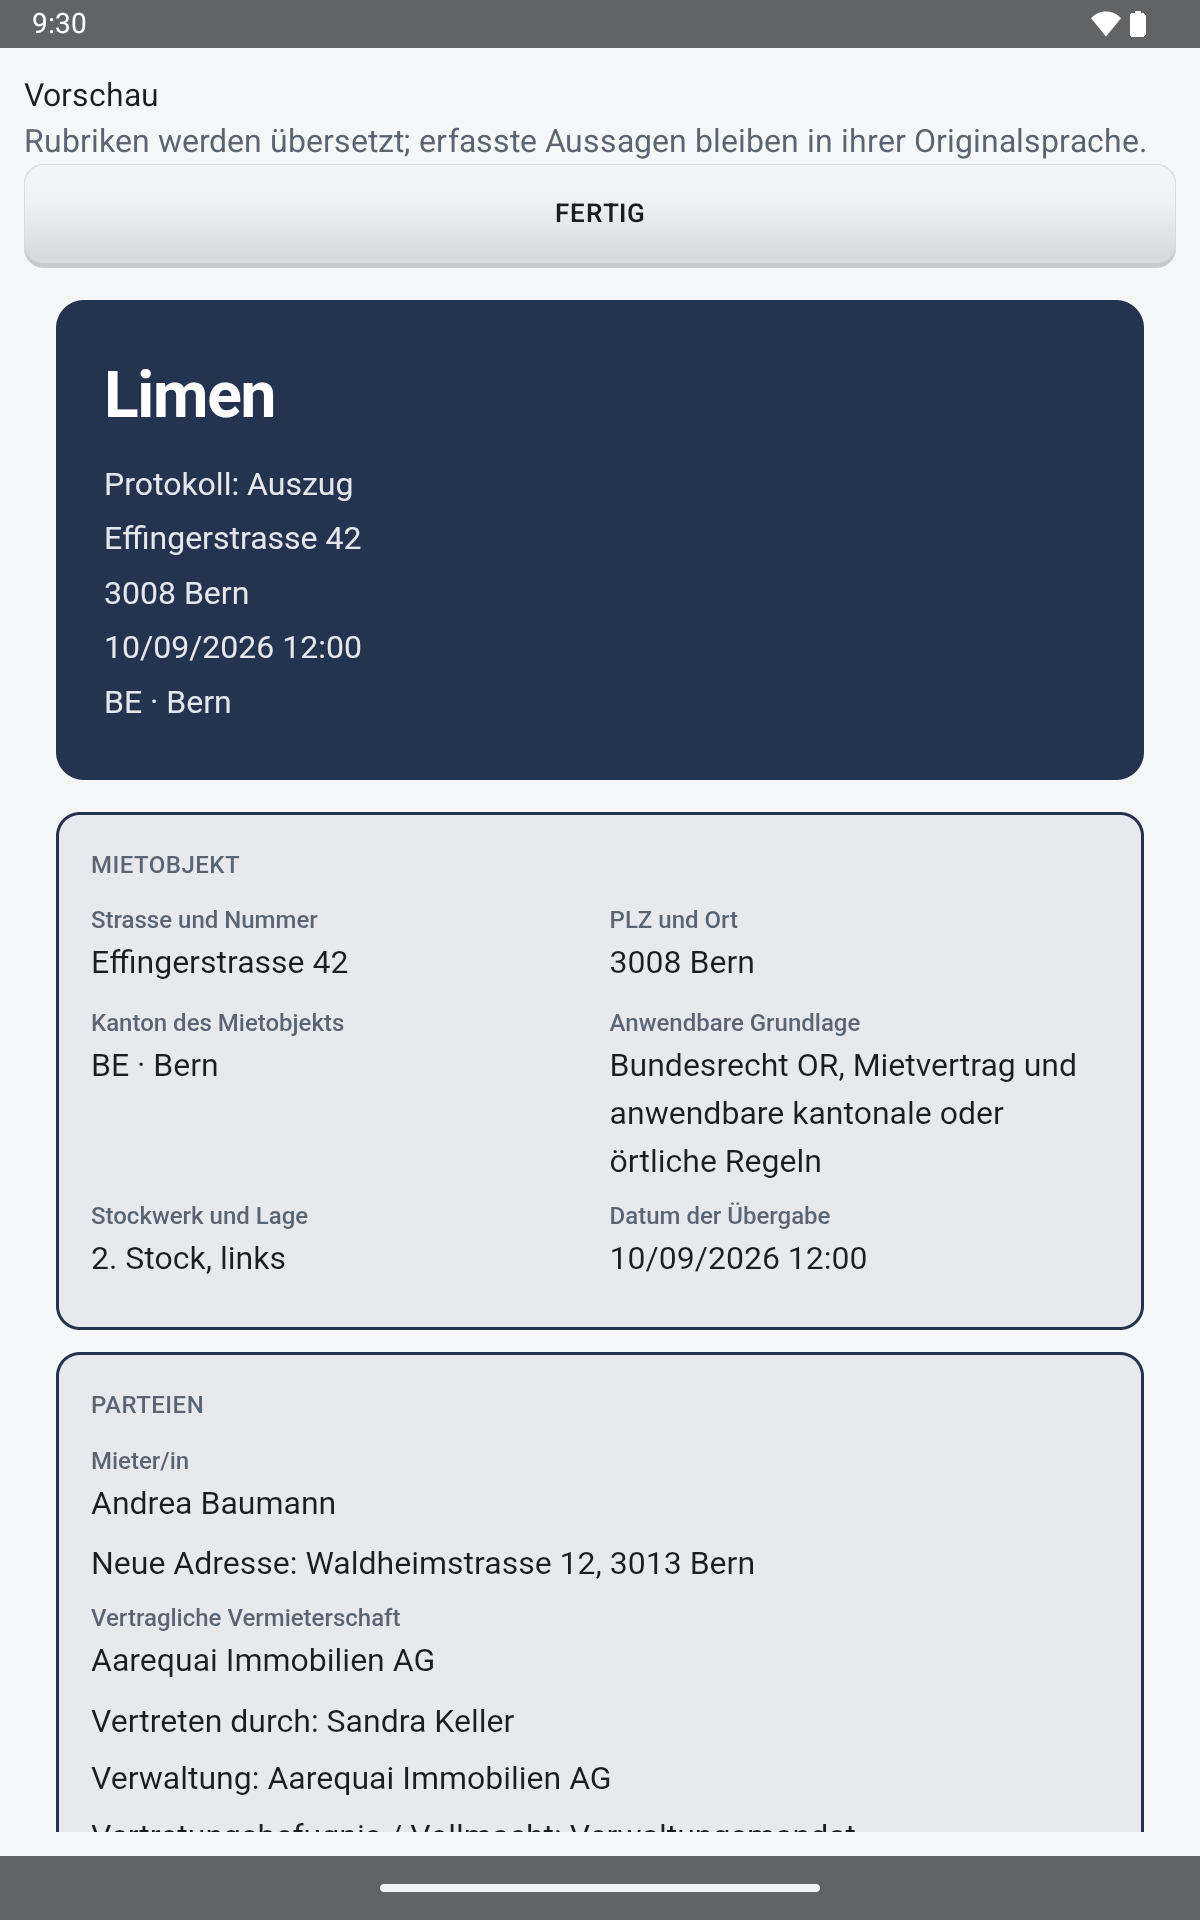 9:30
Vorschau
Rubriken werden übersetzt; erfasste Aussagen bleiben in ihrer Originalsprache.
FERTIG
Limen
Protokoll: Auszug
Effingerstrasse 42
3008 Bern
10/09/2026 12:00
BE · Bern
MIETOBJEKT
Strasse und Nummer
Effingerstrasse 42
PLZ und Ort
3008 Bern
Kanton des Mietobjekts
BE · Bern
Anwendbare Grundlage
Bundesrecht OR, Mietvertrag und
anwendbare kantonale oder
örtliche Regeln
Stockwerk und Lage
2. Stock, links
Datum der Übergabe
10/09/2026 12:00
PARTEIEN
Mieter/in
Andrea Baumann
Neue Adresse: Waldheimstrasse 12, 3013 Bern
Vertragliche Vermieterschaft
Aarequai Immobilien AG
Vertreten durch: Sandra Keller
Verwaltung: Aarequai Immobilien AG
Vertretungsbefugnis / Vollmacht: Verwaltungsmandat